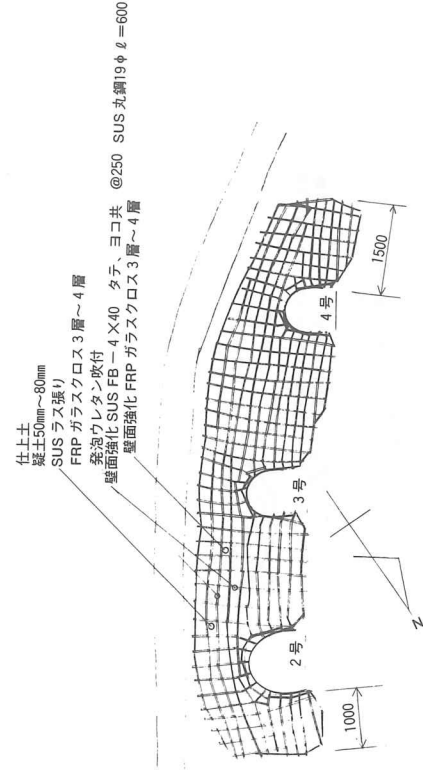 仕上土
疑土50mm～80mm
SUS ラス張り
FRP ガラスクロス3層～4層
発泡ウレタン吹付
壁面強化 SUS FB－4×40 タテ、ヨコ共 @250 SUS 丸鋼19φ ℓ=600
壁面強化 FRP ガラスクロス3層～4層
2号
3号
4号
1000
1500
N